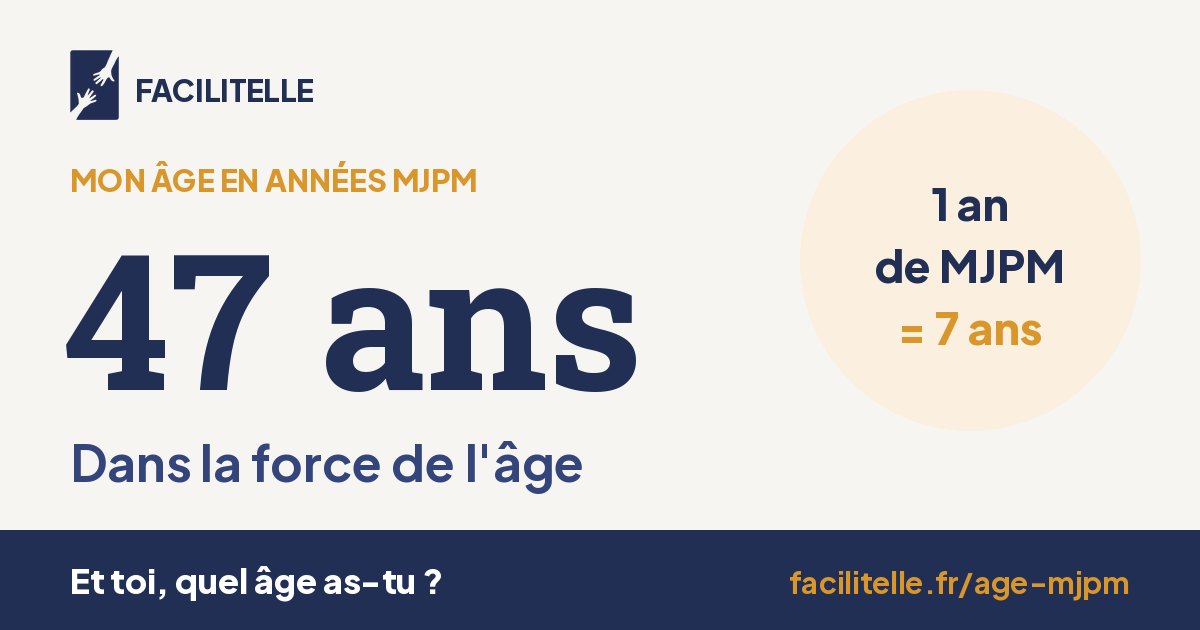 FACILITELLE
MON ÂGE EN ANNÉES MJPM
47 ans
Dans la force de l'âge
1 an
de MJPM
= 7 ans
Et toi, quel âge as-tu ?
facilitelle.fr/age-mjpm